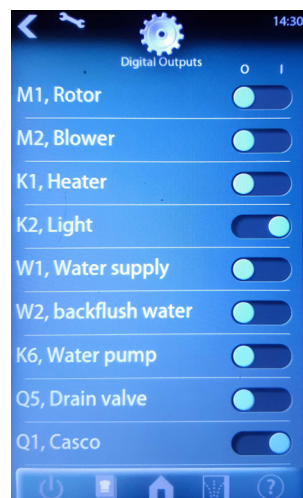 14:30
Digital Outputs
O I
M1, Rotor
M2, Blower
K1, Heater
K2, Light
W1, Water supply
W2, backflush water
K6, Water pump
Q5, Drain valve
Q1, Casco
?